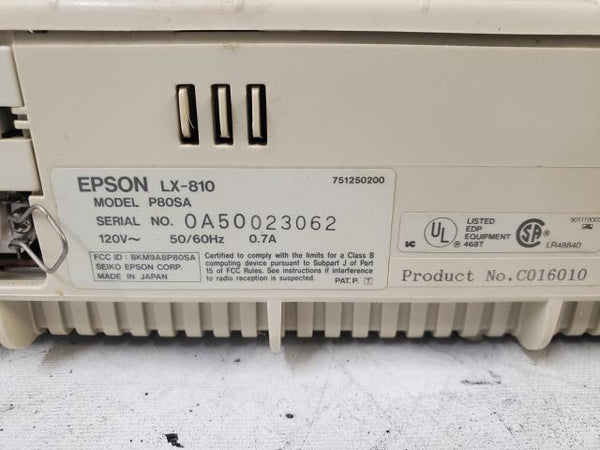 EPSON LX-810
751250200
MODEL P80SA
SERIAL NO. 0A50023062
120V~ 50/60Hz 0.7A
FCC ID : BKM9A8P80SA
SEIKO EPSON CORP.
MADE IN JAPAN
Certified to comply with the limits for a Class B
computing device pursuant to Subpart J of Part
15 of FCC Rules. See instructions if interference
to radio reception is suspected.
PAT. P. T
UL
LISTED
EDP
EQUIPMENT
468T
SA
LR48840
Product No.C016010